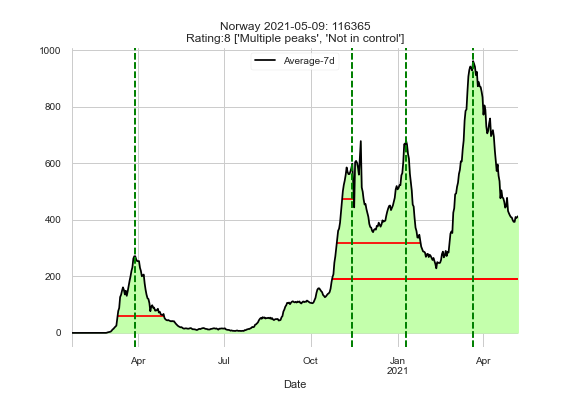 Norway 2021-05-09: 116365
Rating:8 ['Multiple peaks', 'Not in control']
Average-7d
1000
800
600
400
200
0
Apr
Jul
Oct
Jan
2021
Apr
Date